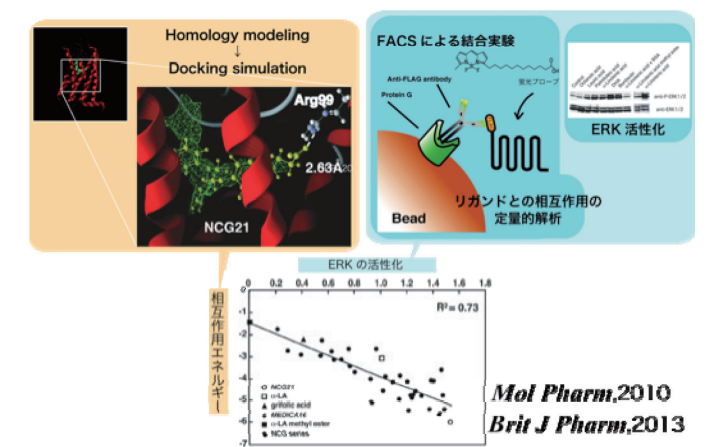 Homology modeling
↓
Docking simulation
Arg99
2.63Å
NCG21
FACS による結合実験
Anti-FLAG antibody
Protein G
蛍光プローブ
Bead
リガンドとの相互作用の
定量的解析
anti-P-ERK1/2
anti-ERK1/2
ERK 活性化
ERK の活性化
相互作用エネルギー
0 0.2 0.4 0.6 0.8 1.0 1.2 1.4 1.6 1.8
0
-1
-2
-3
-4
-5
-6
-7
R²= 0.73
NCG21
α-LA
grifolic acid
MEDICA16
α-LA methyl ester
NCG series
Mol Pharm,2010
Brit J Pharm,2013